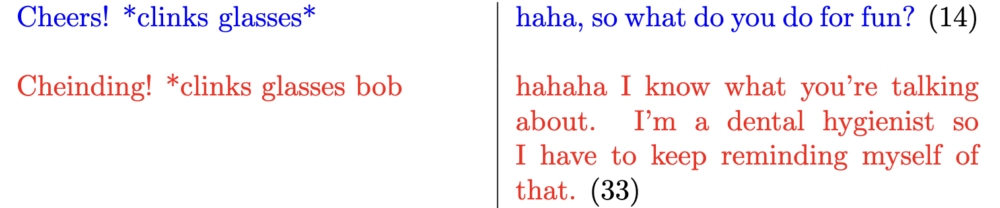 Cheers! *clinks glasses*
haha, so what do you do for fun? (14)
Cheinding! *clinks glasses bob
hahaha I know what you're talking
about. I'm a dental hygienist so
I have to keep reminding myself of
that. (33)